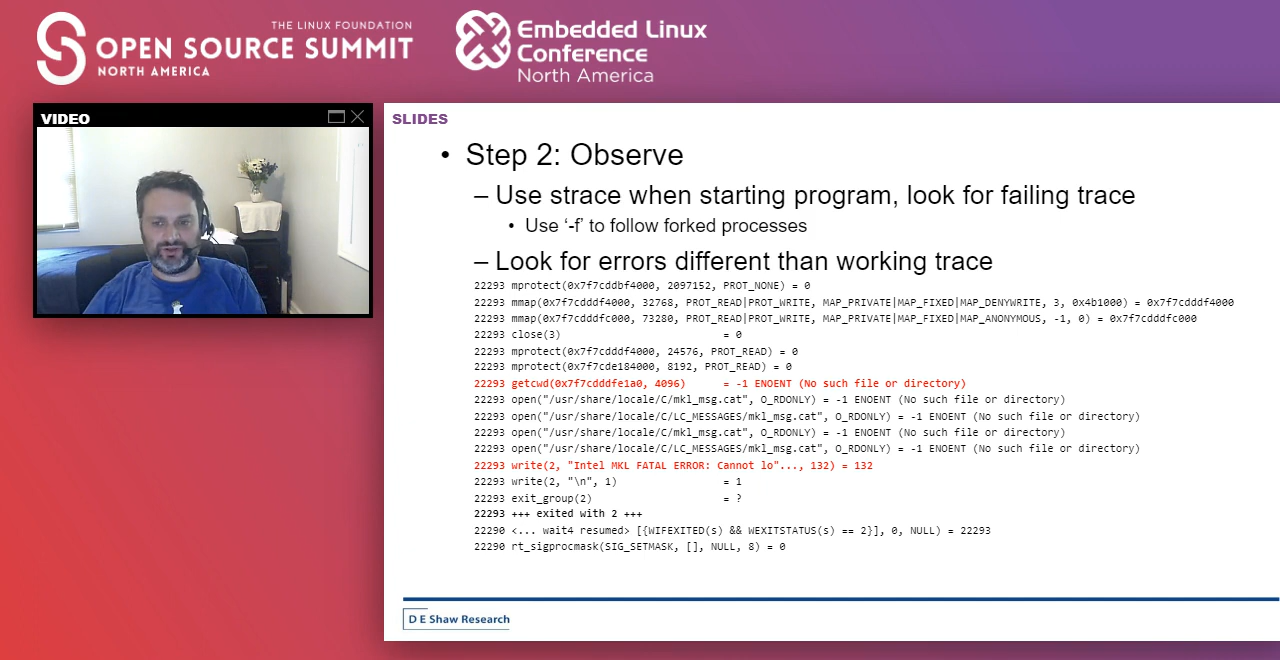 THE LINUX FOUNDATION
OPEN SOURCE SUMMIT
NORTH AMERICA
Embedded Linux
Conference
North America
VIDEO
SLIDES
• Step 2: Observe
– Use strace when starting program, look for failing trace
• Use ‘-f’ to follow forked processes
– Look for errors different than working trace
22293 mprotect(0x7f7cddbf4000, 2097152, PROT_NONE) = 0
22293 mmap(0x7f7cdddf4000, 32768, PROT_READ|PROT_WRITE, MAP_PRIVATE|MAP_FIXED|MAP_DENYWRITE, 3, 0x4b1000) = 0x7f7cdddf4000
22293 mmap(0x7f7cdddfc000, 73280, PROT_READ|PROT_WRITE, MAP_PRIVATE|MAP_FIXED|MAP_ANONYMOUS, -1, 0) = 0x7f7cdddfc000
22293 close(3) = 0
22293 mprotect(0x7f7cdddf4000, 24576, PROT_READ) = 0
22293 mprotect(0x7f7cde184000, 8192, PROT_READ) = 0
22293 getcwd(0x7f7cdddfe1a0, 4096) = -1 ENOENT (No such file or directory)
22293 open("/usr/share/locale/C/mkl_msg.cat", O_RDONLY) = -1 ENOENT (No such file or directory)
22293 open("/usr/share/locale/C/LC_MESSAGES/mkl_msg.cat", O_RDONLY) = -1 ENOENT (No such file or directory)
22293 open("/usr/share/locale/C/mkl_msg.cat", O_RDONLY) = -1 ENOENT (No such file or directory)
22293 open("/usr/share/locale/C/LC_MESSAGES/mkl_msg.cat", O_RDONLY) = -1 ENOENT (No such file or directory)
22293 write(2, "Intel MKL FATAL ERROR: Cannot lo"..., 132) = 132
22293 write(2, "\n", 1) = 1
22293 exit_group(2) = ?
22293 +++ exited with 2 +++
22290 <... wait4 resumed> [{WIFEXITED(s) && WEXITSTATUS(s) == 2}], 0, NULL) = 22293
22290 rt_sigprocmask(SIG_SETMASK, [], NULL, 8) = 0
D E Shaw Research